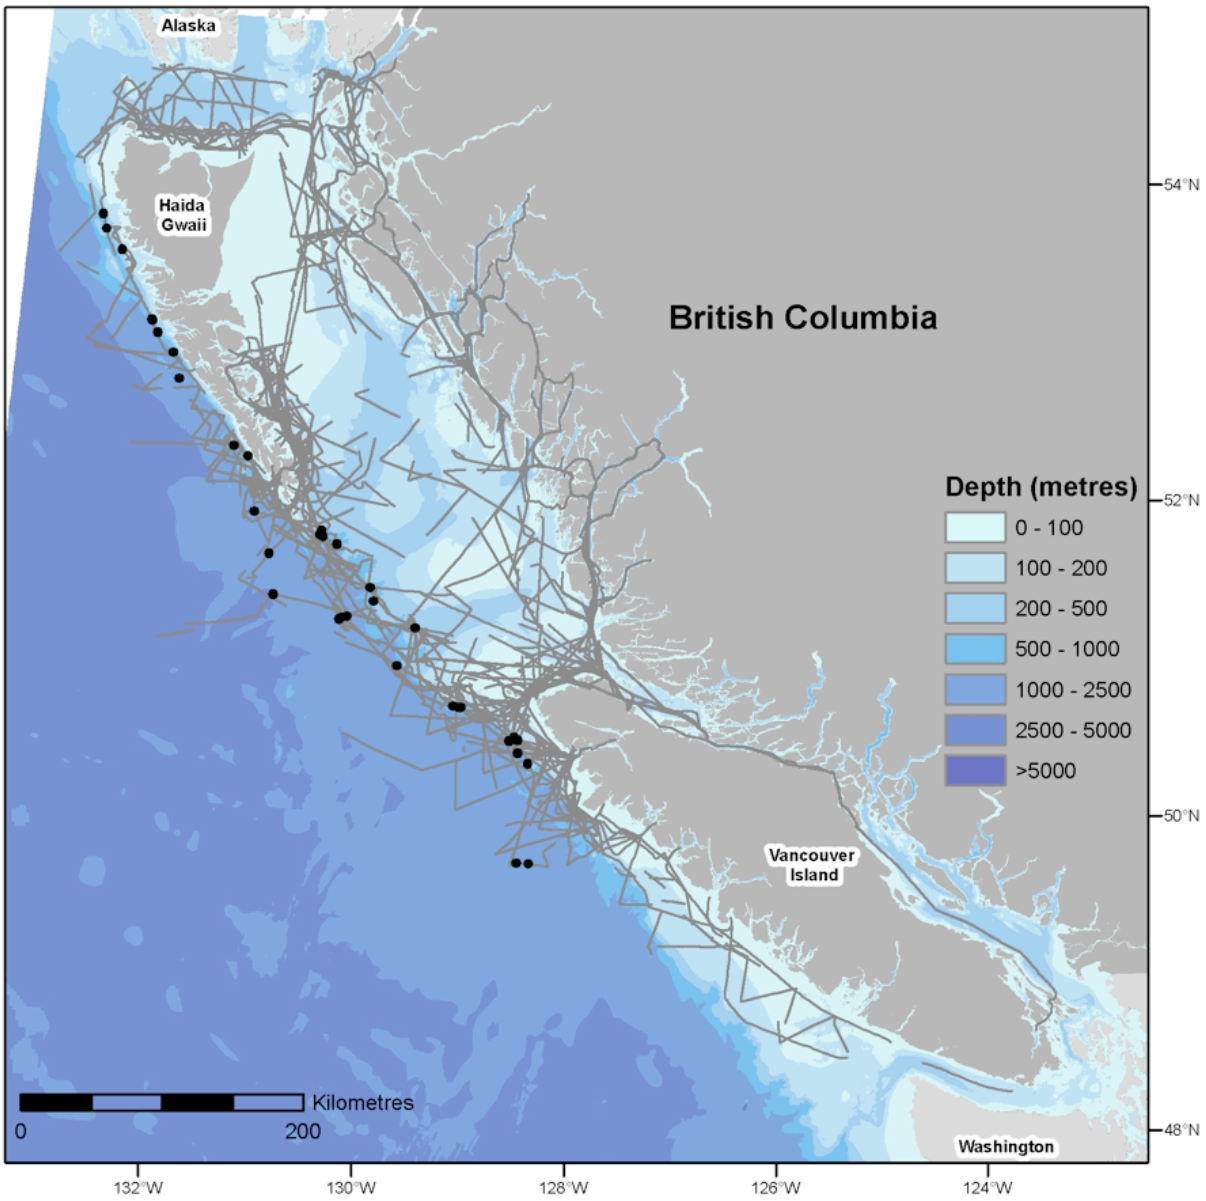 Alaska
54°N
Haida
Gwaii
British Columbia
Depth (metres)
0 - 100
100 - 200
200 - 500
500 - 1000
1000 - 2500
2500 - 5000
>5000
52°N
50°N
Vancouver
Island
Kilometres
0
200
48°N
Washington
132°W
130°W
128°W
126°W
124°W